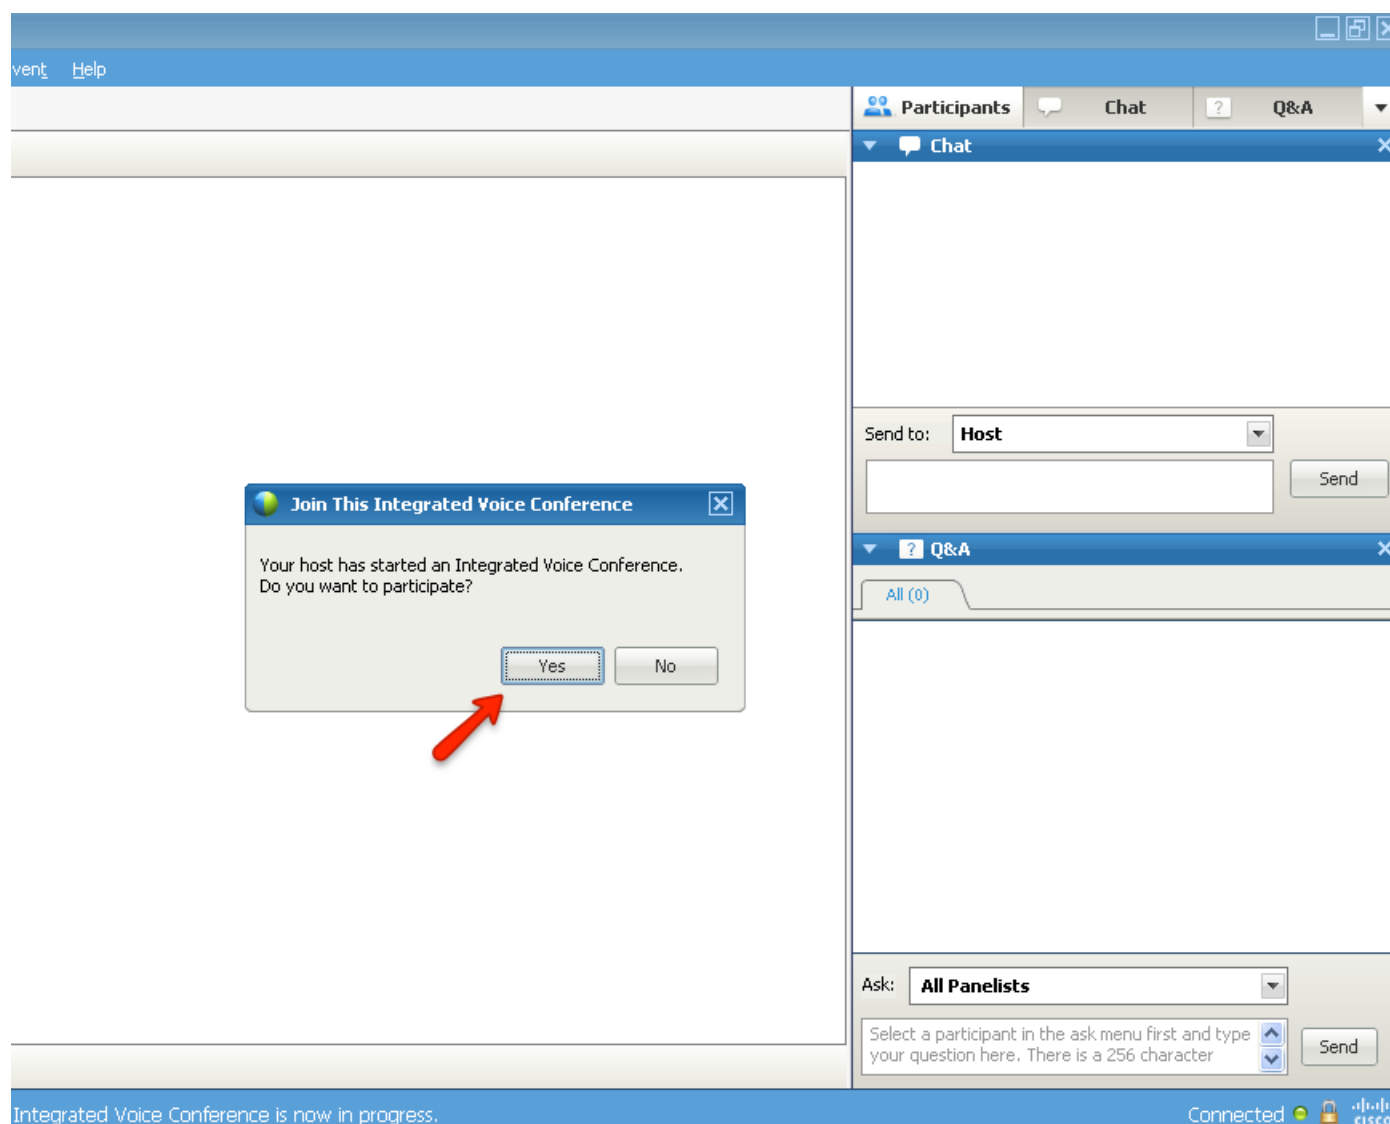 vent Help
Participants Chat ? Q&A
Chat
Send to: Host
Send
Join This Integrated Voice Conference
Your host has started an Integrated Voice Conference.
Do you want to participate?
Yes No
? Q&A
All (0)
Ask: All Panelists
Select a participant in the ask menu first and type
your question here. There is a 256 character
Send
Integrated Voice Conference is now in progress.
Connected
cisco